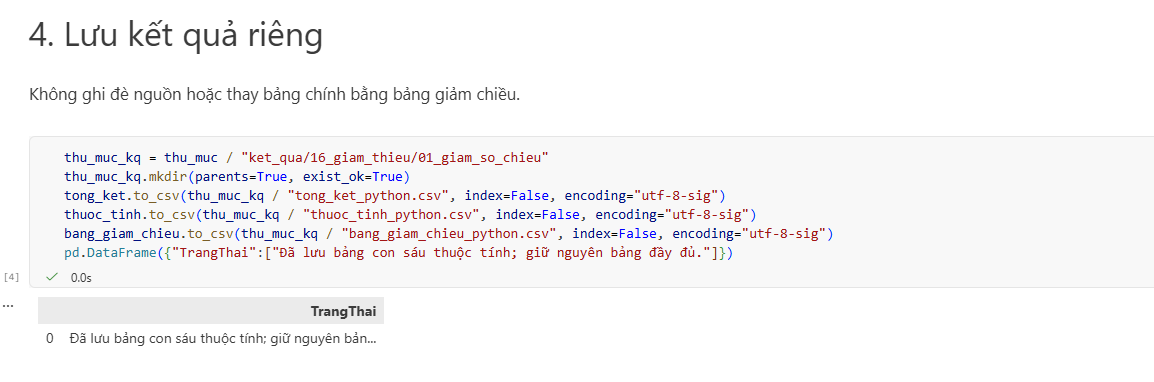 4. Lưu kết quả riêng
Không ghi đè nguồn hoặc thay bảng chính bằng bảng giảm chiều.
thu_muc_kq = thu_muc / "ket_qua/16_giam_thieu/01_giam_so_chieu"
thu_muc_kq.mkdir(parents=True, exist_ok=True)
tong_ket.to_csv(thu_muc_kq / "tong_ket_python.csv", index=False, encoding="utf-8-sig")
thuoc_tinh.to_csv(thu_muc_kq / "thuoc_tinh_python.csv", index=False, encoding="utf-8-sig")
bang_giam_chieu.to_csv(thu_muc_kq / "bang_giam_chieu_python.csv", index=False, encoding="utf-8-sig")
pd.DataFrame({"TrangThai":["Đã lưu bảng con sáu thuộc tính; giữ nguyên bảng đầy đủ."]})
[4] ✓ 0.0s
...
TrangThai
0 Đã lưu bảng con sáu thuộc tính; giữ nguyên bản...